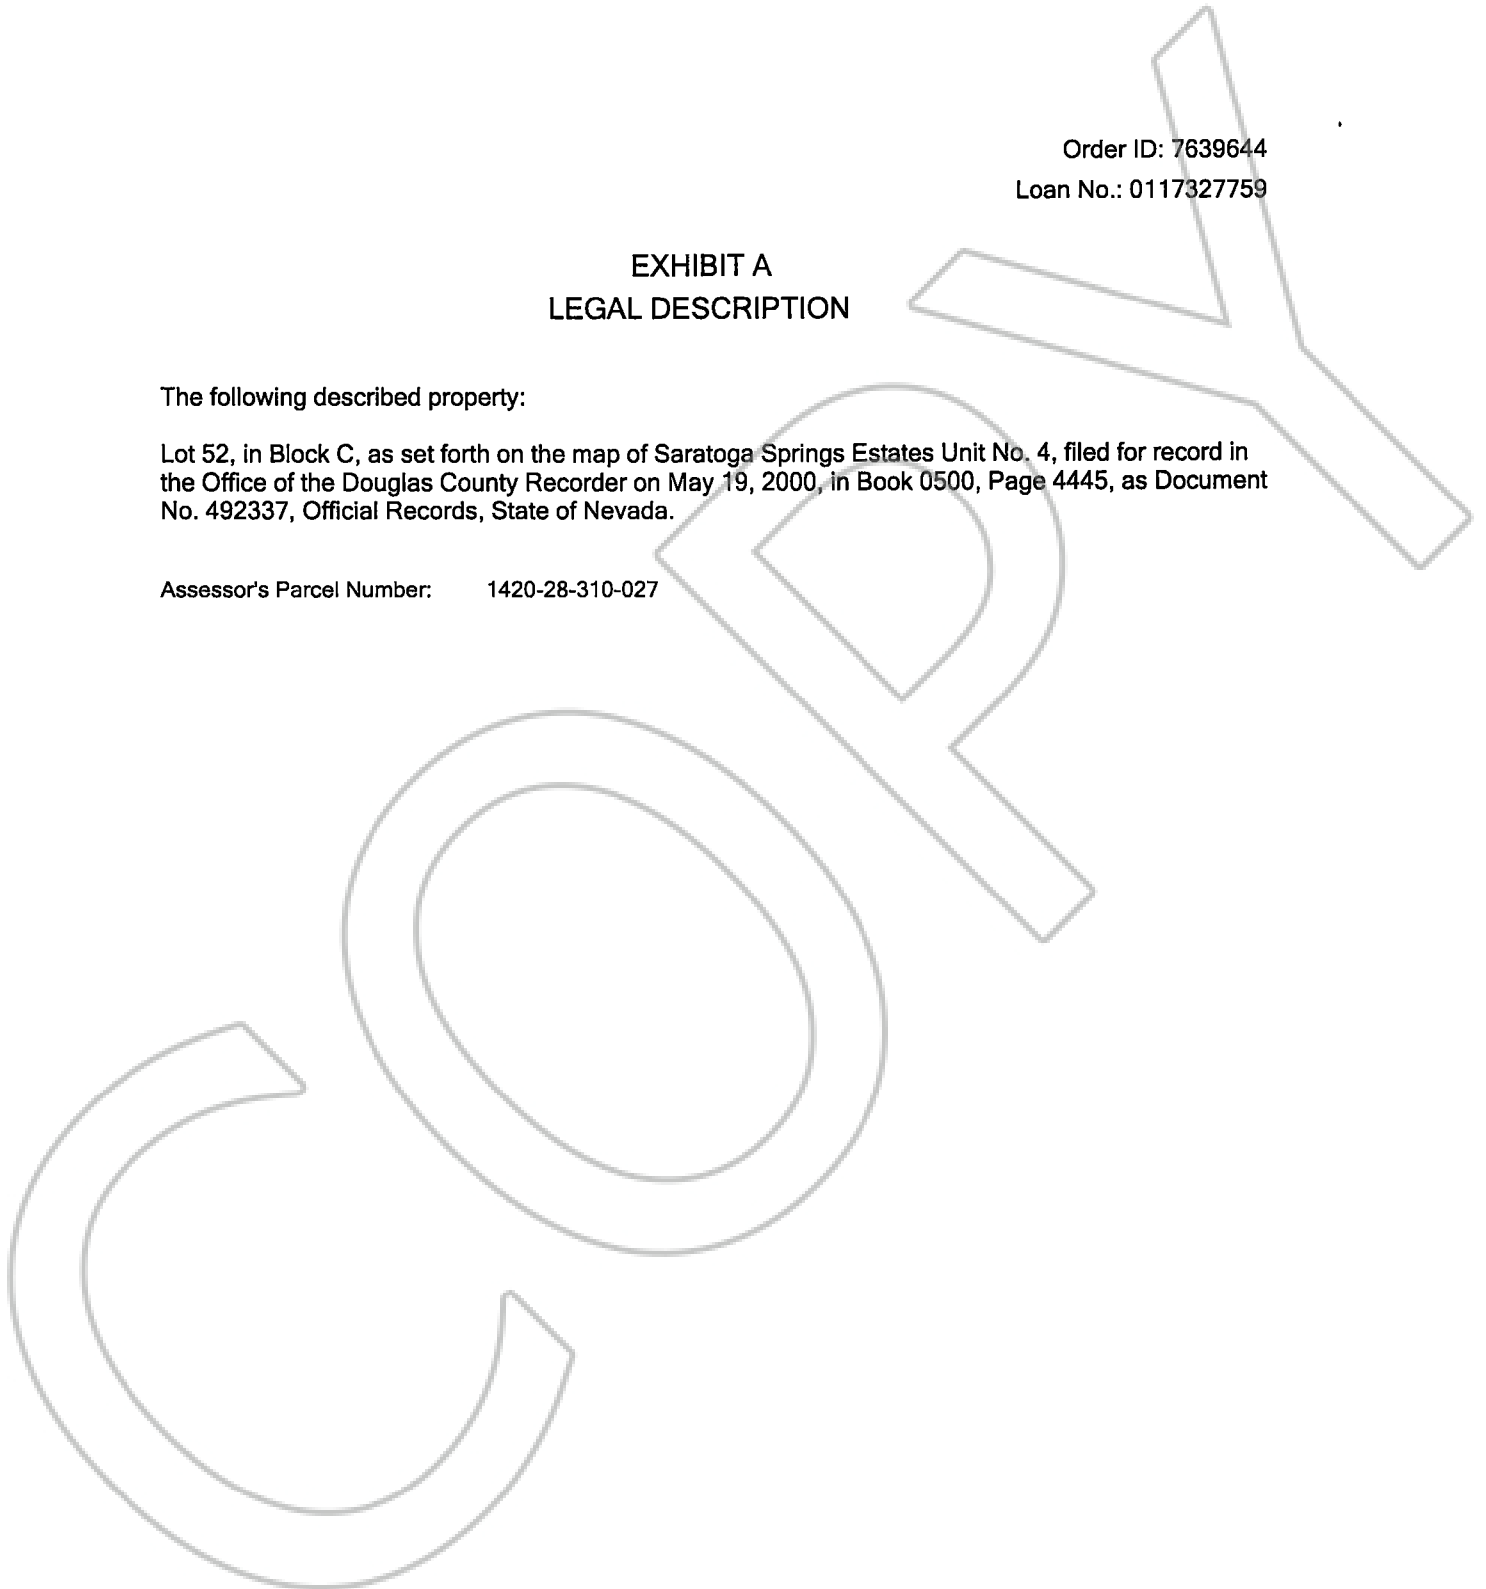 Order ID: 7639644
Loan No.: 0117327759
EXHIBIT A
LEGAL DESCRIPTION
The following described property:
Lot 52, in Block C, as set forth on the map of Saratoga Springs Estates Unit No. 4, filed for record in
the Office of the Douglas County Recorder on May 19, 2000, in Book 0500, Page 4445, as Document
No. 492337, Official Records, State of Nevada.
Assessor's Parcel Number: 1420-28-310-027
COPY